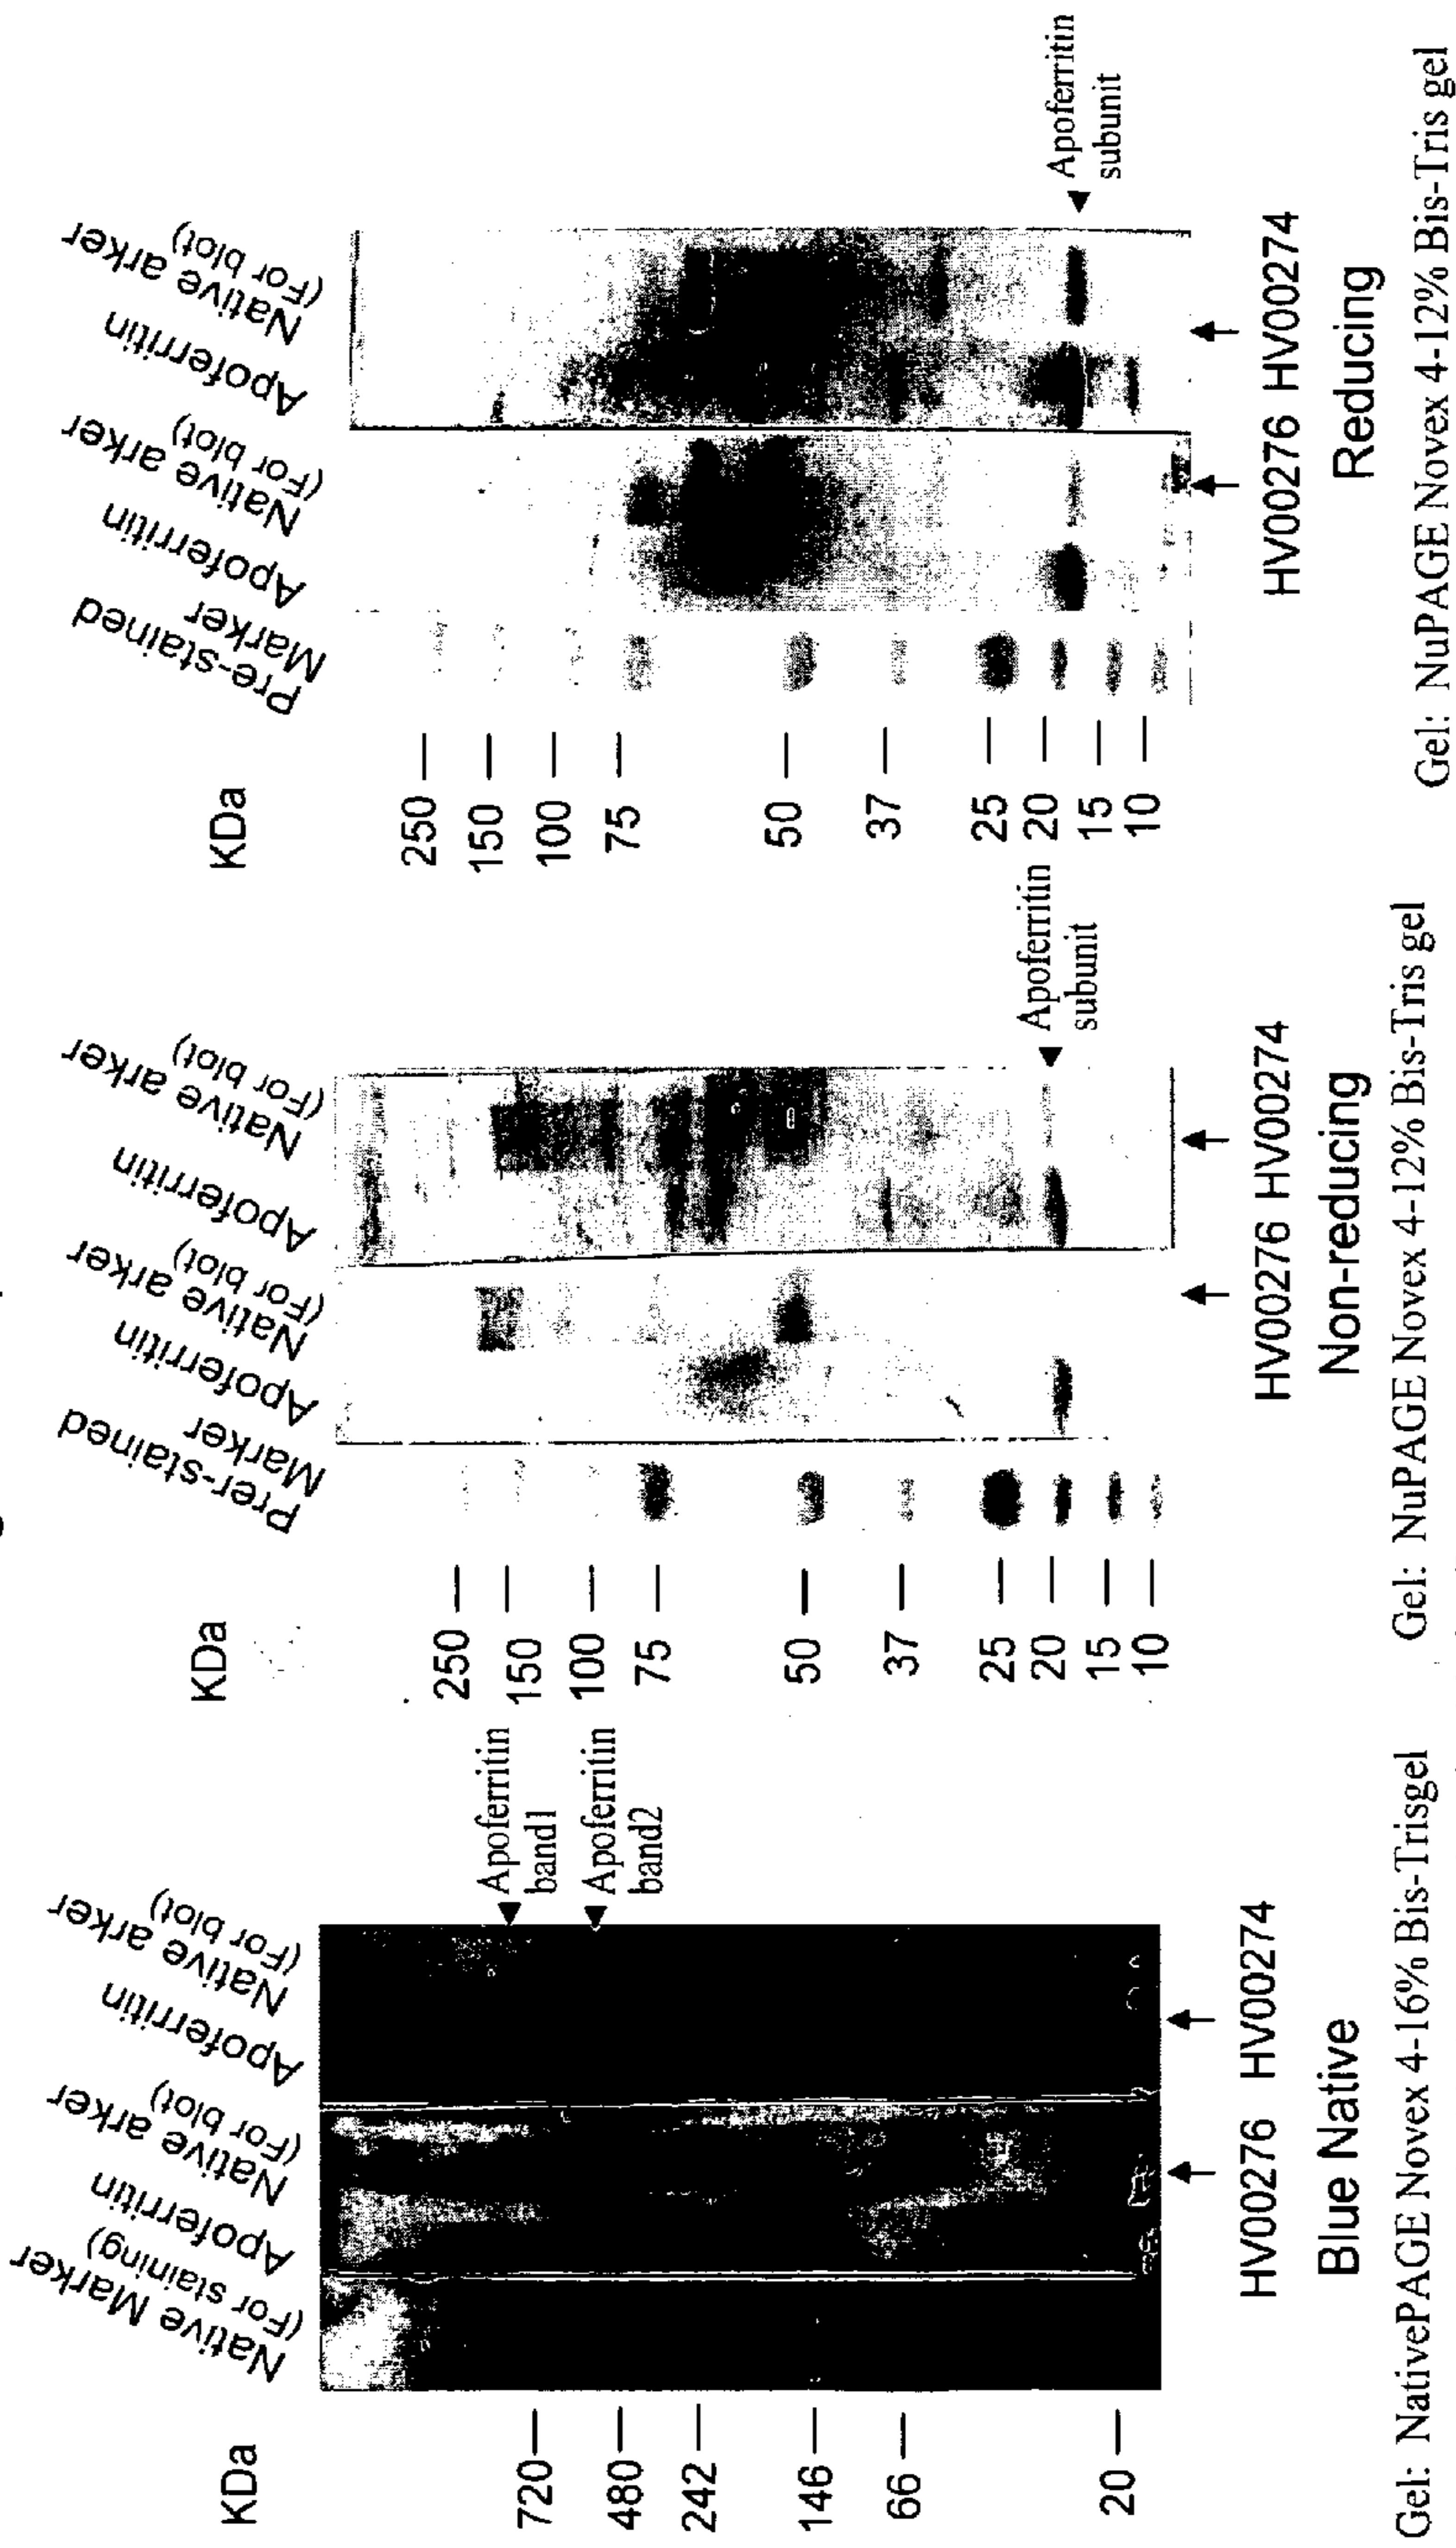 KDa
Native Marker
(For staining)
Apoferritin
Native arker
(For blot)
Apoferritin
Native arker
(For blot)
720
480
242
146
66
20
Apoferritin
band1
Apoferritin
band2
HV00276 HV00274
Blue Native
Gel: NativePAGE Novex 4-16% Bis-Trisgel
KDa
Prer-stained
Marker
Apoferritin
Native arker
(For blot)
Apoferritin
Native arker
(For blot)
250
150
100
75
50
37
25
20
15
10
Apoferritin
subunit
HV00276 HV00274
Non-reducing
Gel: NuPAGE Novex 4-12% Bis-Tris gel
KDa
Pre-stained
Marker
Apoferritin
Native arker
(For blot)
Apoferritin
Native arker
(For blot)
250
150
100
75
50
37
25
20
15
10
Apoferritin
subunit
HV00276 HV00274
Reducing
Gel: NuPAGE Novex 4-12% Bis-Tris gel